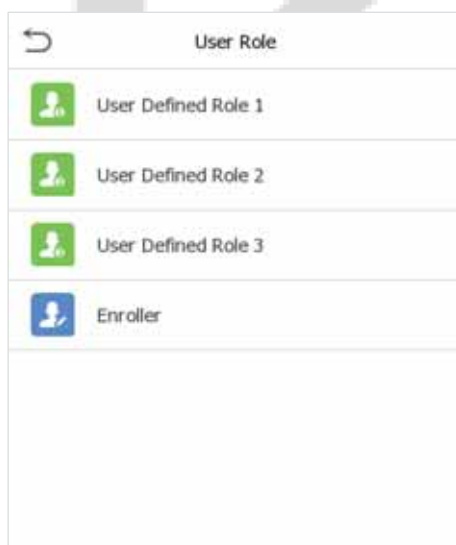 User Role
User Defined Role 1
User Defined Role 2
User Defined Role 3
Enroller